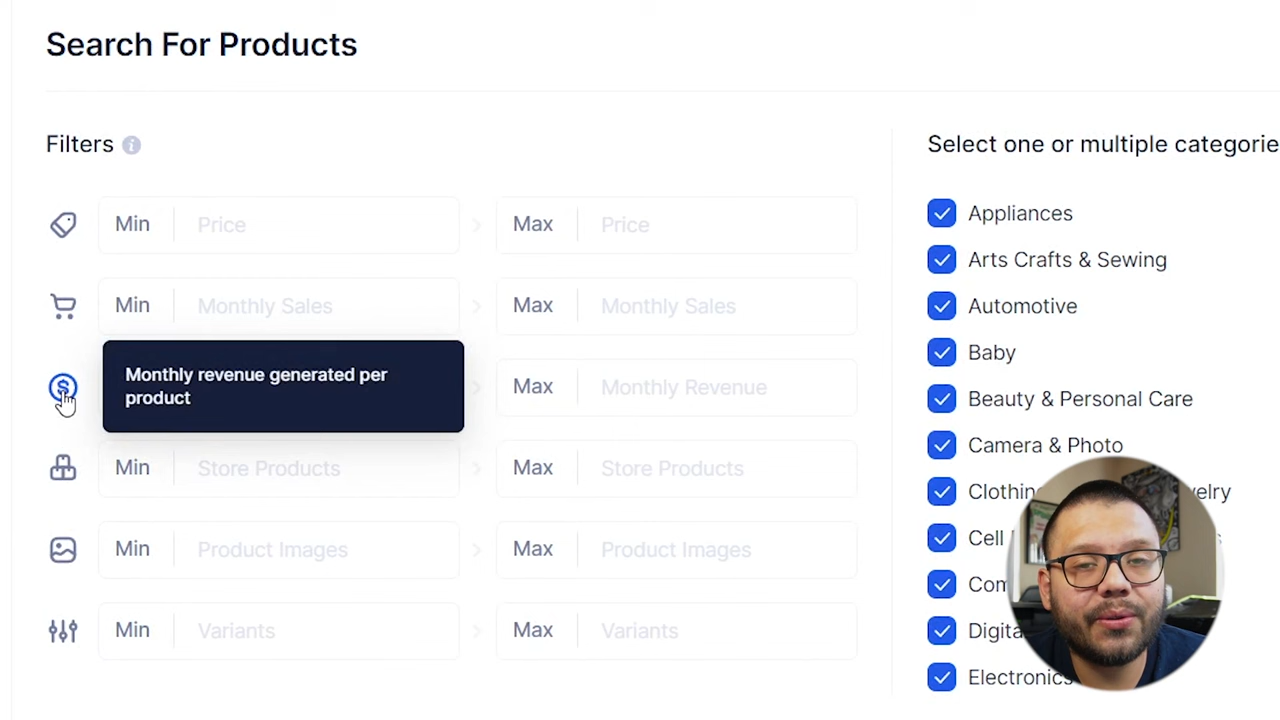 Search For Products
Filters
Select one or multiple categorie
Min Price
Max Price
Min Monthly Sales
Max Monthly Sales
Monthly revenue generated per
product
Max Monthly Revenue
Min Store Products
Max Store Products
Min Product Images
Max Product Images
Min Variants
Max Variants
Appliances
Arts Crafts & Sewing
Automotive
Baby
Beauty & Personal Care
Camera & Photo
Cell
Digita
Electronics